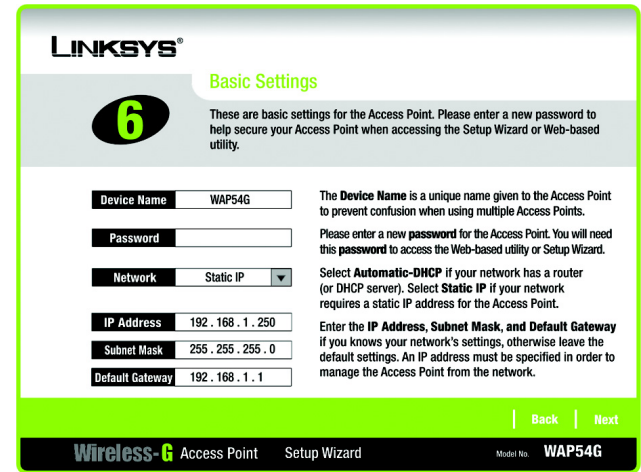 LINKSYS®
Basic Settings
6
These are basic settings for the Access Point. Please enter a new password to
help secure your Access Point when accessing the Setup Wizard or Web-based
utility.
Device Name WAP54G
The Device Name is a unique name given to the Access Point
to prevent confusion when using multiple Access Points.
Password
Please enter a new password for the Access Point. You will need
this password to access the Web-based utility or Setup Wizard.
Network Static IP
Select Automatic-DHCP if your network has a router
(or DHCP server). Select Static IP if your network
requires a static IP address for the Access Point.
IP Address 192 . 168 . 1 . 250
Subnet Mask 255 . 255 . 255 . 0
Default Gateway 192 . 168 . 1 . 1
Enter the IP Address, Subnet Mask, and Default Gateway
if you knows your network's settings, otherwise leave the
default settings. An IP address must be specified in order to
manage the Access Point from the network.
Back Next
Wireless-G Access Point Setup Wizard Model No. WAP54G